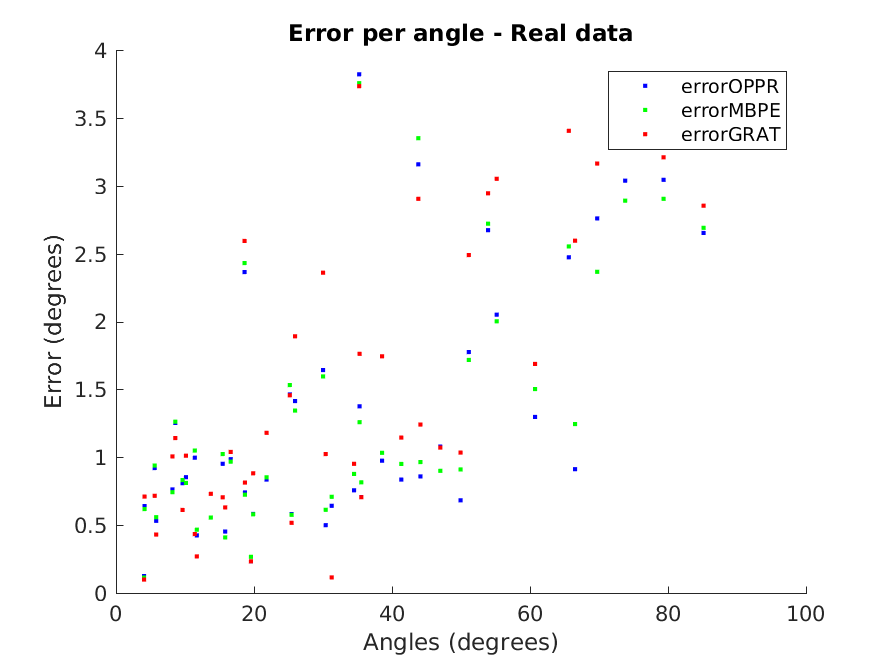 Error per angle - Real data
errorOPPR
errorMBPE
errorGRAT
4
3.5
3
2.5
2
1.5
1
0.5
0
Error (degrees)
0 20 40 60 80 100
Angles (degrees)